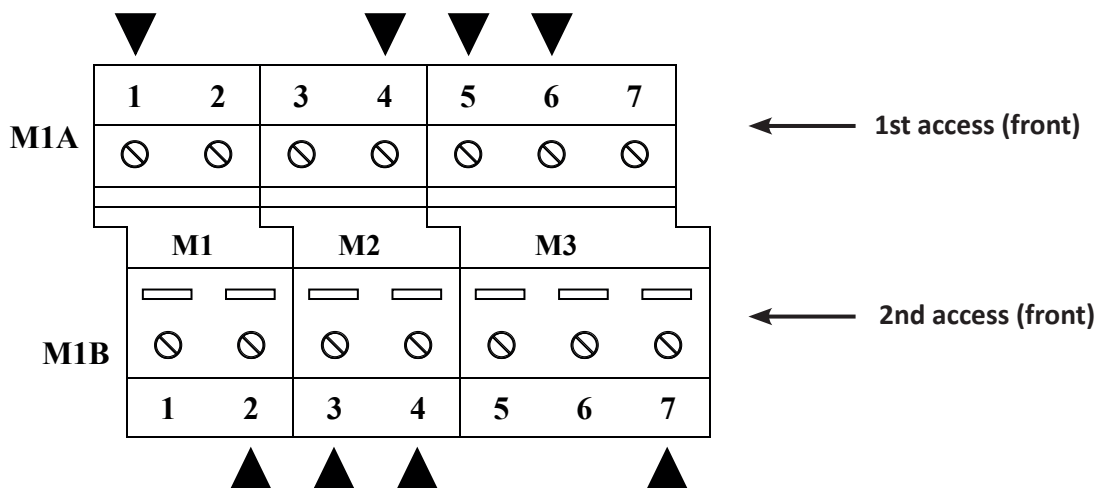 1 2 3 4 5 6 7
M1A
1st access (front)
M1 M2 M3
2nd access (front)
M1B
1 2 3 4 5 6 7